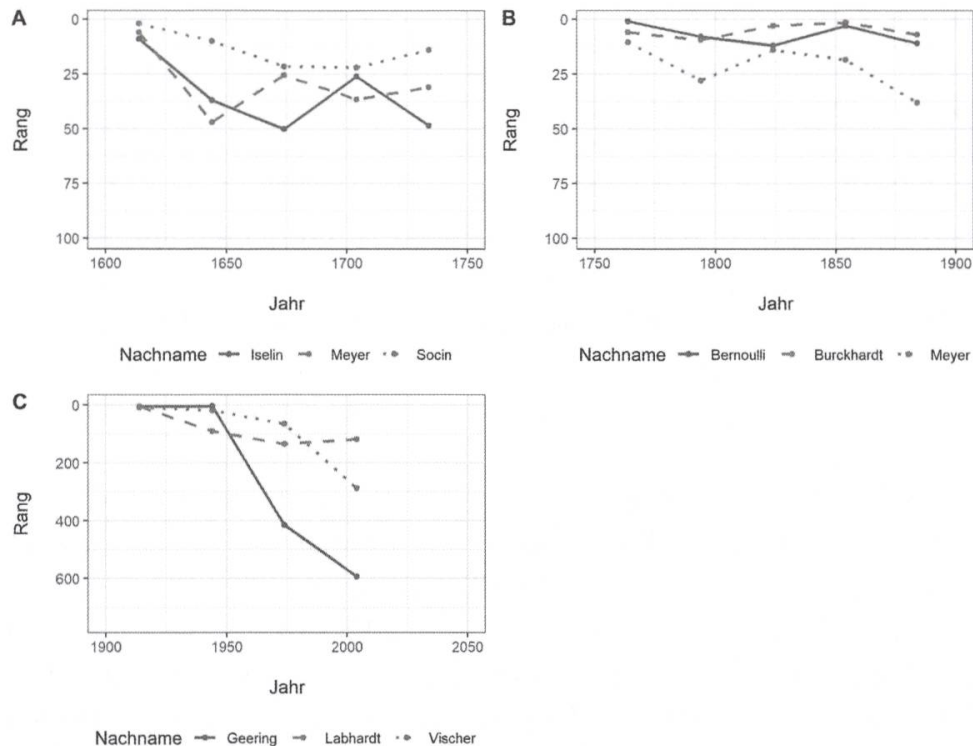 A
0
25
50
75
100
Rang
1600
1650
1700
1750
Jahr
Nachname Iselin Meyer Socin
B
0
25
50
75
100
Rang
1750
1800
1850
1900
Jahr
Nachname Bernoulli Burckhardt Meyer
C
0
200
400
600
Rang
1900
1950
2000
2050
Jahr
Nachname Geering Labhardt Vischer